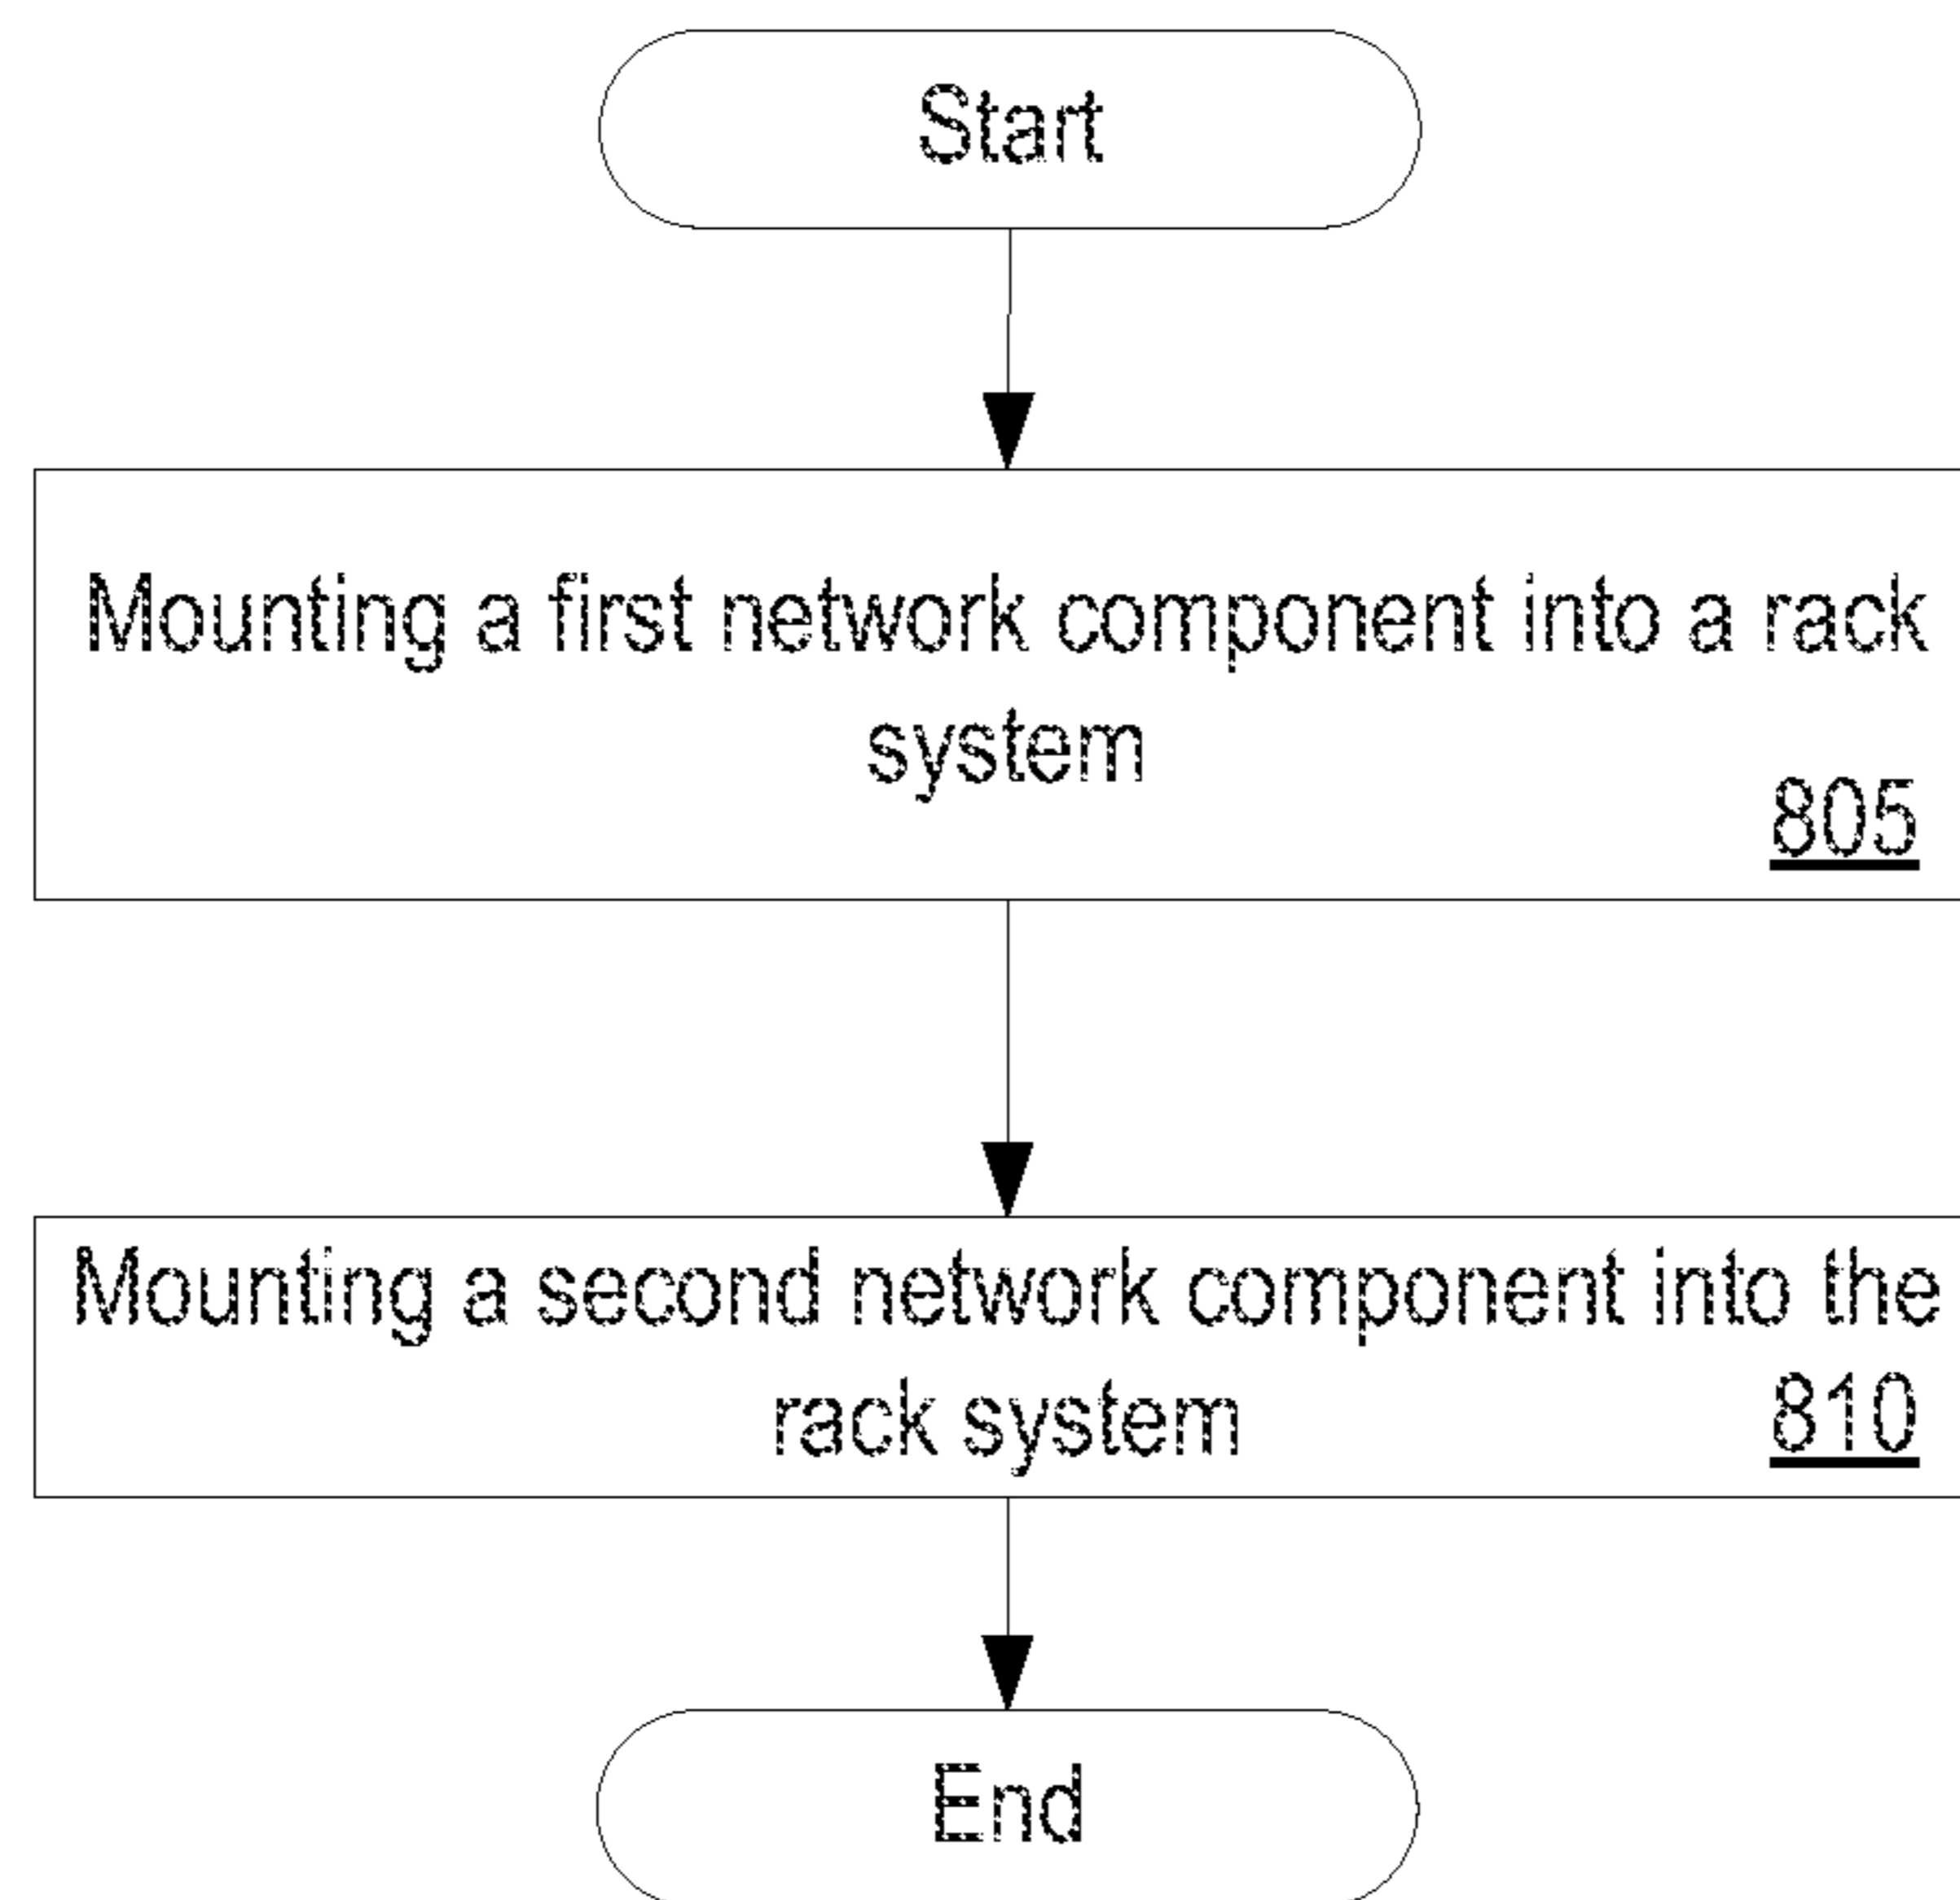 Start
Mounting a first network component into a rack
system
805
Mounting a second network component into the
rack system
810
End